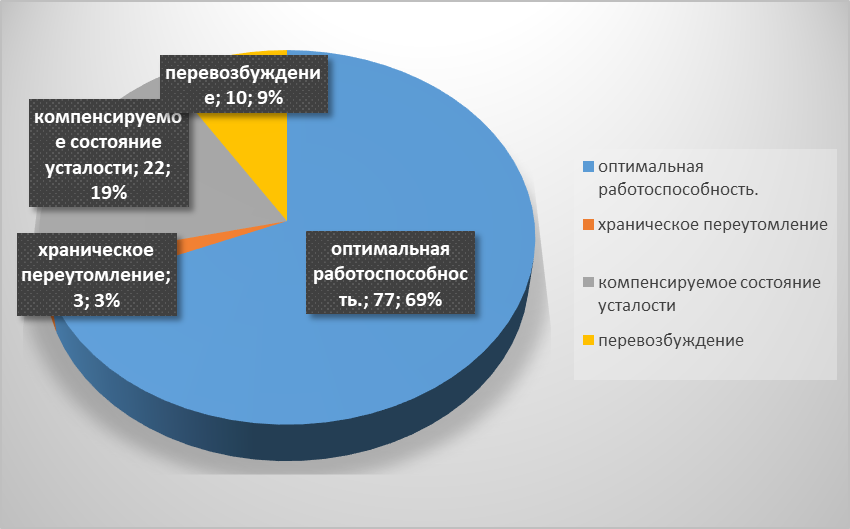 перевозбуждени
е; 10; 9%
компенсируемо
е состояние
усталости; 22;
19%
храническое
переутомление;
3; 3%
оптимальная
работоспособнос
ть.; 77; 69%
оптимальная
работоспособность.
храническое переутомление
компенсируемое состояние
усталости
перевозбуждение